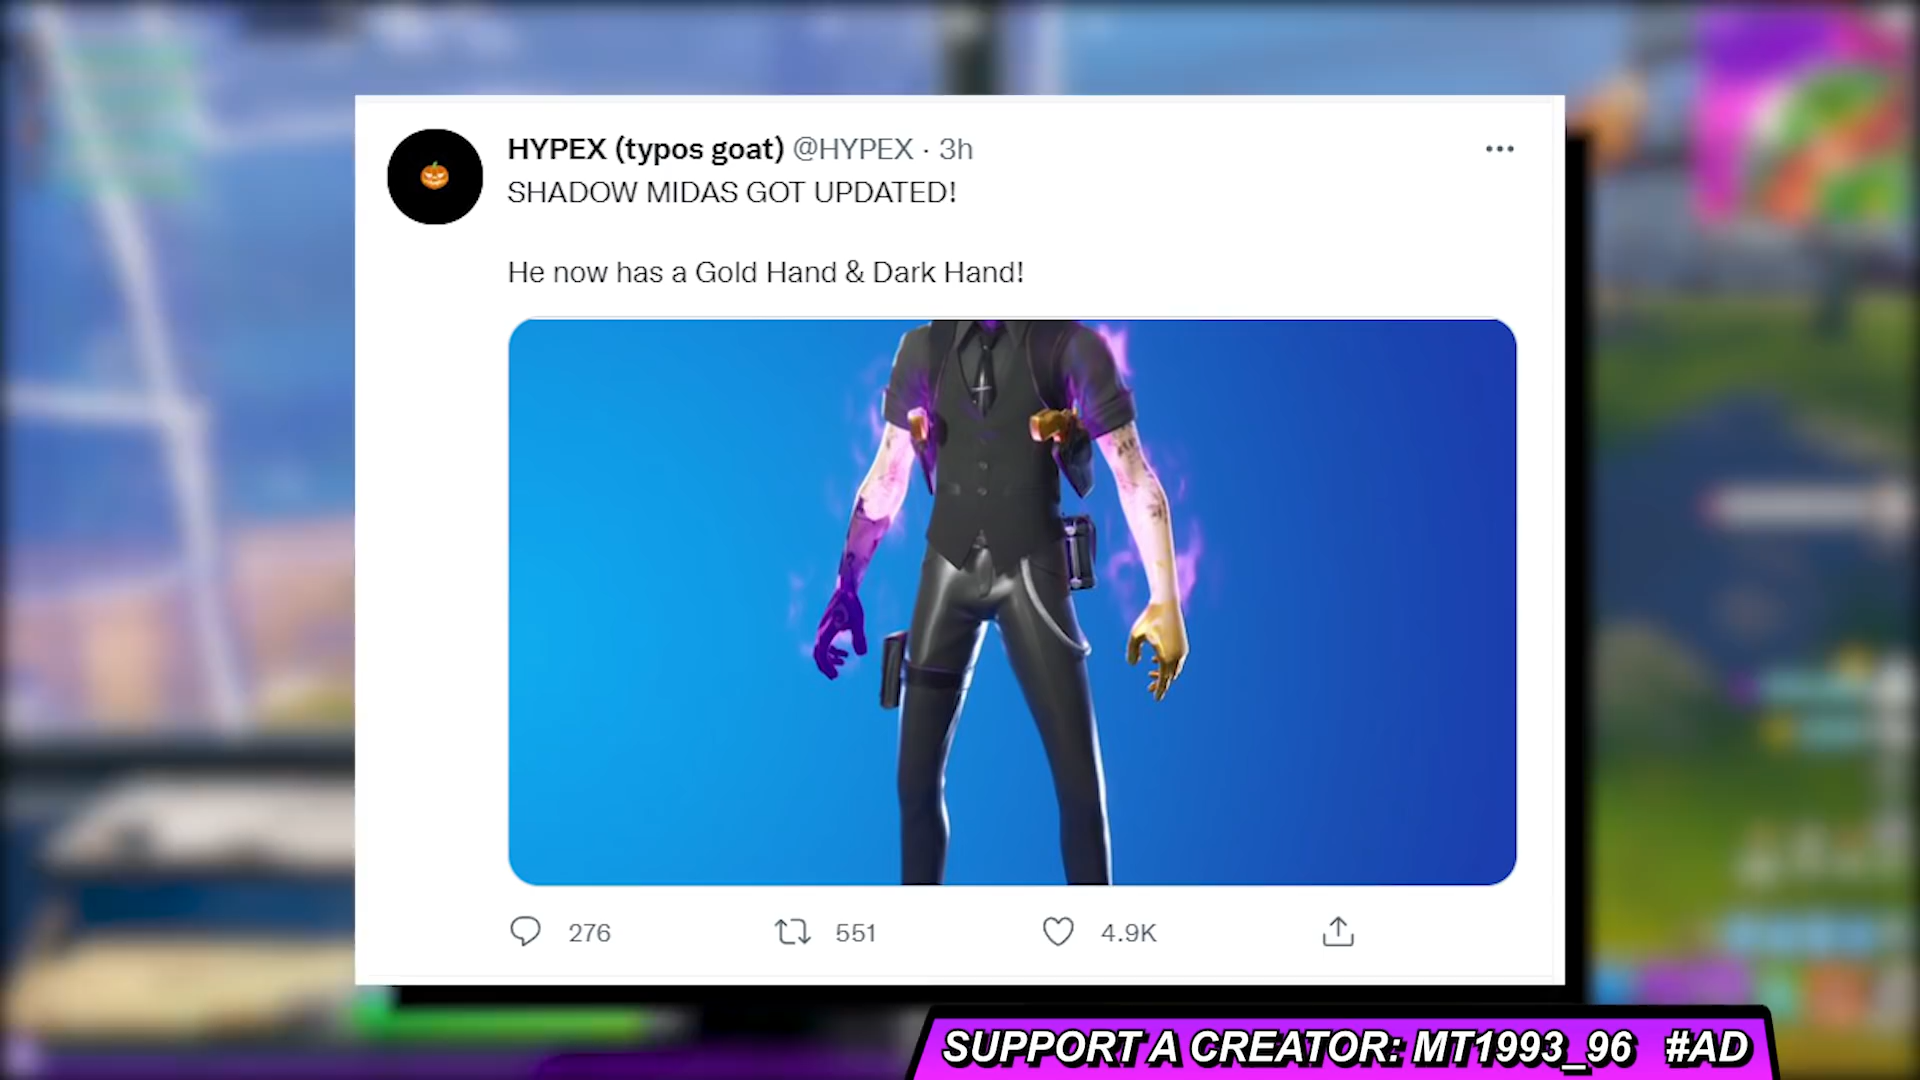 HYPEX (typos goat) @HYPEX · 3h
SHADOW MIDAS GOT UPDATED!
He now has a Gold Hand & Dark Hand!
276 551 4.9K
SUPPORT A CREATOR: MT1993_96 #AD